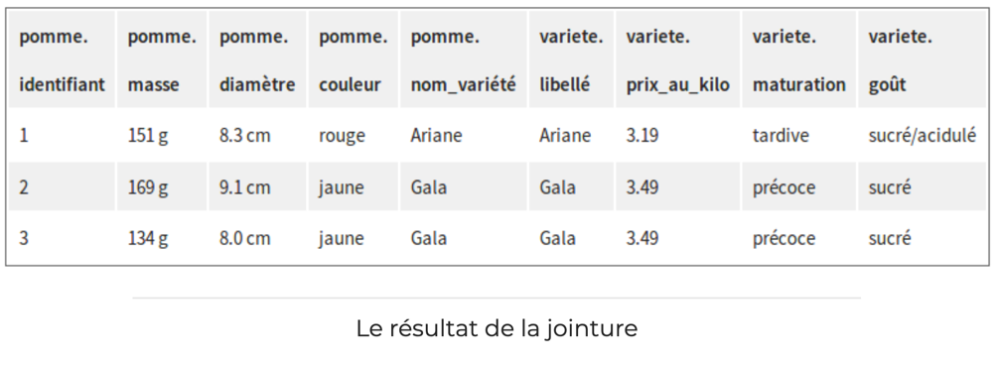 pomme. pomme. pomme. pomme. pomme. variete. variete. variete. variete.
identifiant masse diamètre couleur nom_variété libellé prix_au_kilo maturation goût
1 151 g 8.3 cm rouge Ariane Ariane 3.19 tardive sucré/acidulé
2 169 g 9.1 cm jaune Gala Gala 3.49 précoce sucré
3 134 g 8.0 cm jaune Gala Gala 3.49 précoce sucré
Le résultat de la jointure